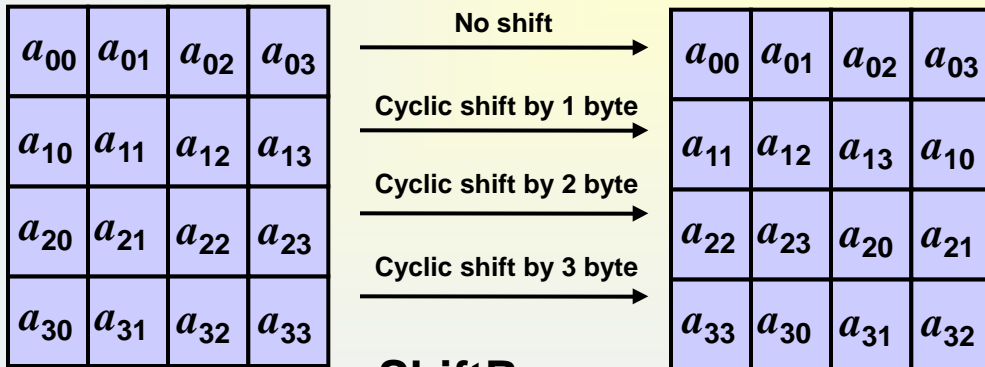 a00 a01 a02 a03 No shift a00 a01 a02 a03
a10 a11 a12 a13 Cyclic shift by 1 byte a11 a12 a13 a10
a20 a21 a22 a23 Cyclic shift by 2 byte a22 a23 a20 a21
a30 a31 a32 a33 Cyclic shift by 3 byte a33 a30 a31 a32